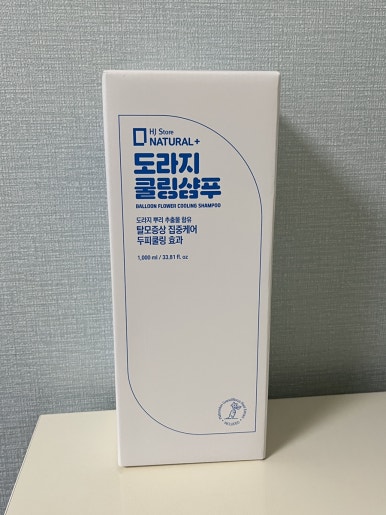 HJ Store
NATURAL+
도라지
쿨링샴푸
BALLOON FLOWER COOLING SHAMPOO
도라지 뿌리 추출물 함유
탈모증상 집중케어
두피쿨링 효과
1,000 ml / 33.81 fl. oz